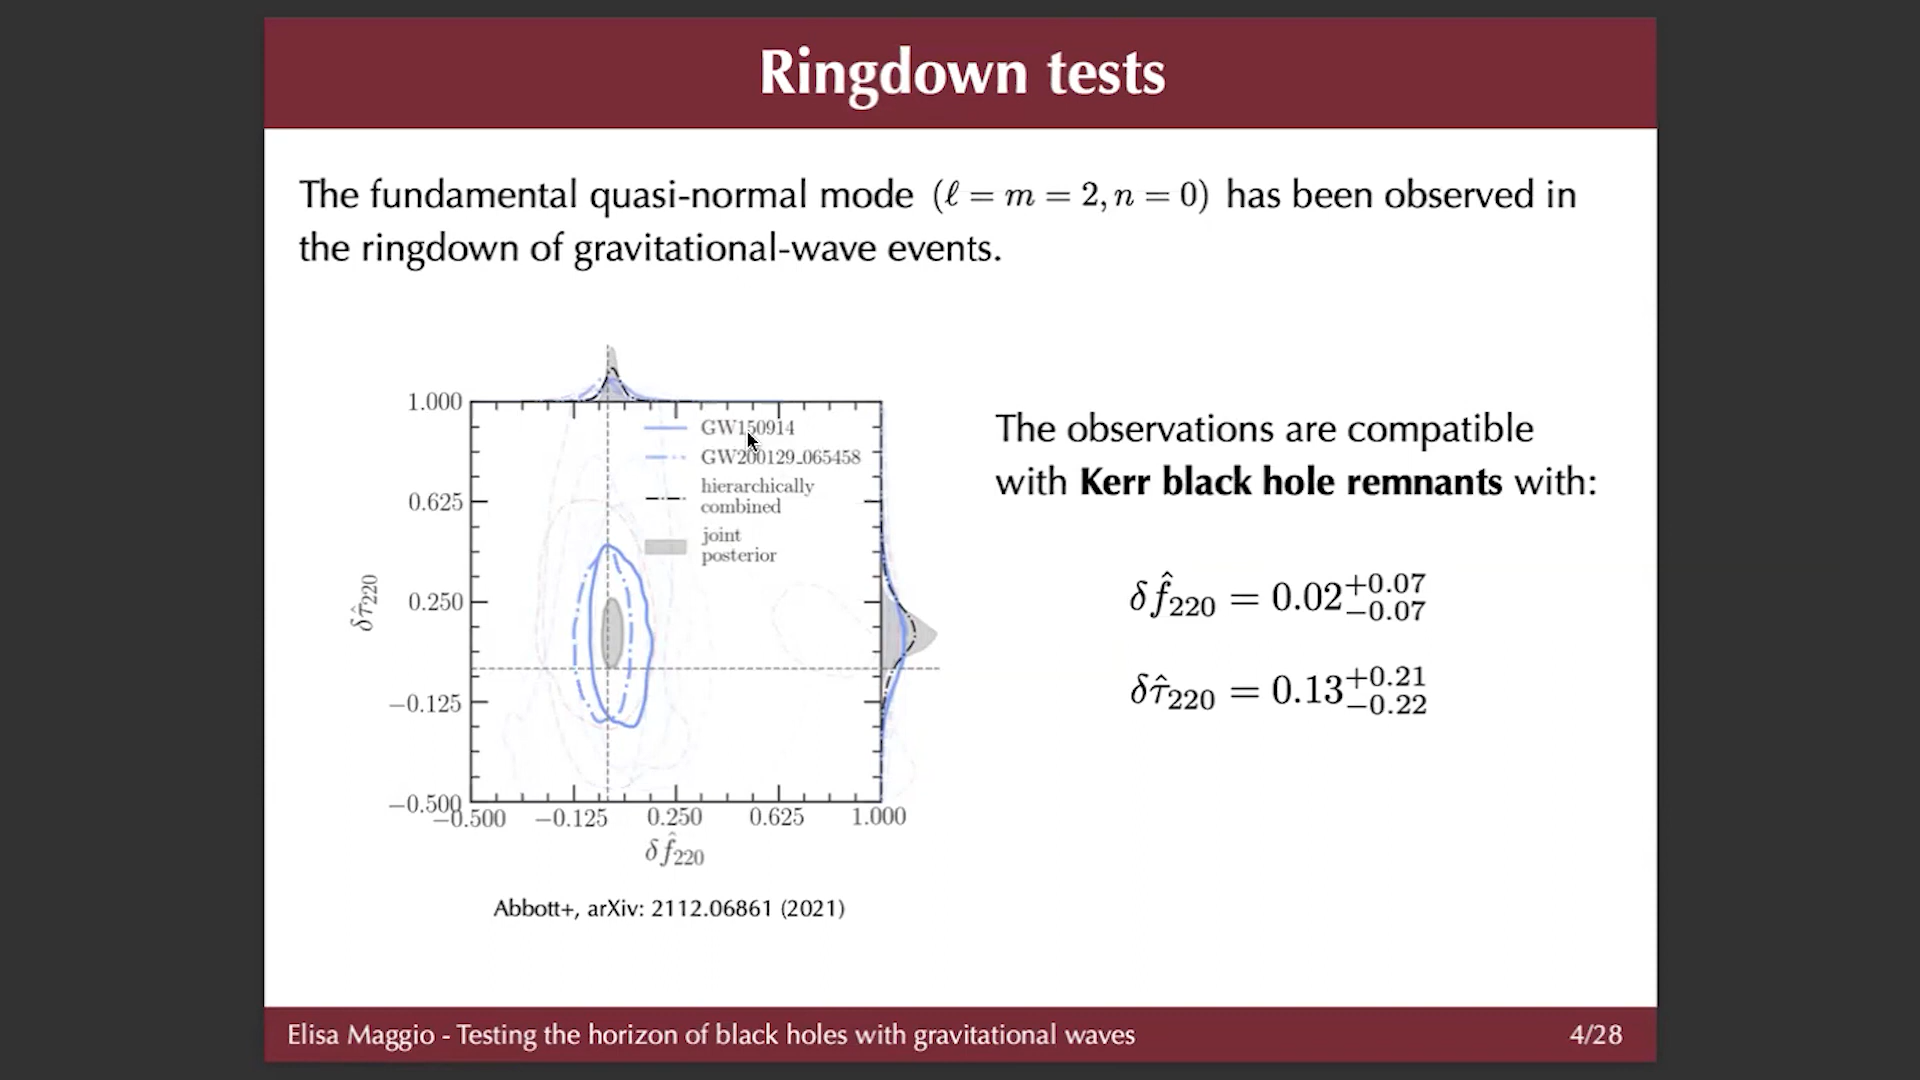 Ringdown tests
The fundamental quasi-normal mode (ℓ = m = 2, n = 0) has been observed in
the ringdown of gravitational-wave events.
1.000
0.625
0.250
−0.125
−0.500
δτ̂₂₂₀
GW150914
GW200129_065458
hierarchically
combined
joint
posterior
−0.500 −0.125 0.250 0.625 1.000
δf̂₂₂₀
Abbott+, arXiv: 2112.06861 (2021)
The observations are compatible
with Kerr black hole remnants with:
δf̂₂₂₀ = 0.02 +0.07 −0.07
δτ̂₂₂₀ = 0.13 +0.21 −0.22
Elisa Maggio - Testing the horizon of black holes with gravitational waves 4/28